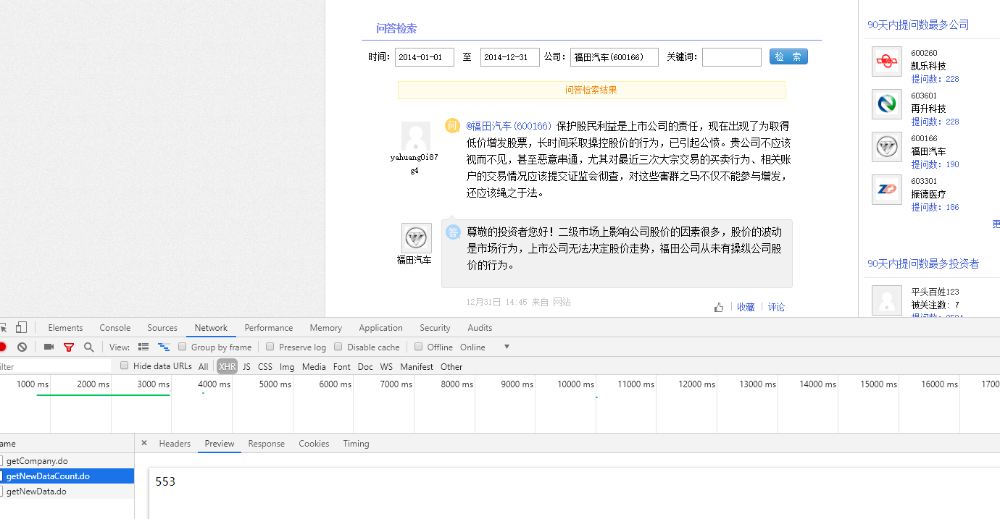 问答检索
时间: 2014-01-01 至 2014-12-31 公司: 福田汽车(600166) 关键词: 检 索
问答检索结果
问 @福田汽车(600166) 保护股民利益是上市公司的责任，现在出现了为取得
低价增发股票，长时间采取操控股价的行为，已引起公愤。贵公司不应该
视而不见，甚至恶意串通，尤其对最近三次大宗交易的买卖行为、相关账
户的交易情况应该提交证监会彻查，对这些害群之马不仅不能参与增发，
还应该绳之于法。
yahuang0i87
g4
答 尊敬的投资者您好！二级市场上影响公司股价的因素很多，股价的波动
是市场行为，上市公司无法决定股价走势，福田公司从未有操纵公司股
价的行为。
福田汽车
12月31日 14:45 来自 网站
收藏 评论
90天内提问数最多公司
600260
凯乐科技
提问数: 228
603601
再升科技
提问数: 228
600166
福田汽车
提问数: 190
603301
振德医疗
提问数: 186
更
90天内提问数最多投资者
平头百姓123
被关注数: 7
Elements Console Sources Network Performance Memory Application Security Audits
View: Group by frame Preserve log Disable cache Offline Online
ilter Hide data URLs All XHR JS CSS Img Media Font Doc WS Manifest Other
1000 ms 2000 ms 3000 ms 4000 ms 5000 ms 6000 ms 7000 ms 8000 ms 9000 ms 10000 ms 11000 ms 12000 ms 13000 ms 14000 ms 15000 ms 16000 ms 1700
ame × Headers Preview Response Cookies Timing
getCompany.do
getNewDataCount.do
getNewData.do
553